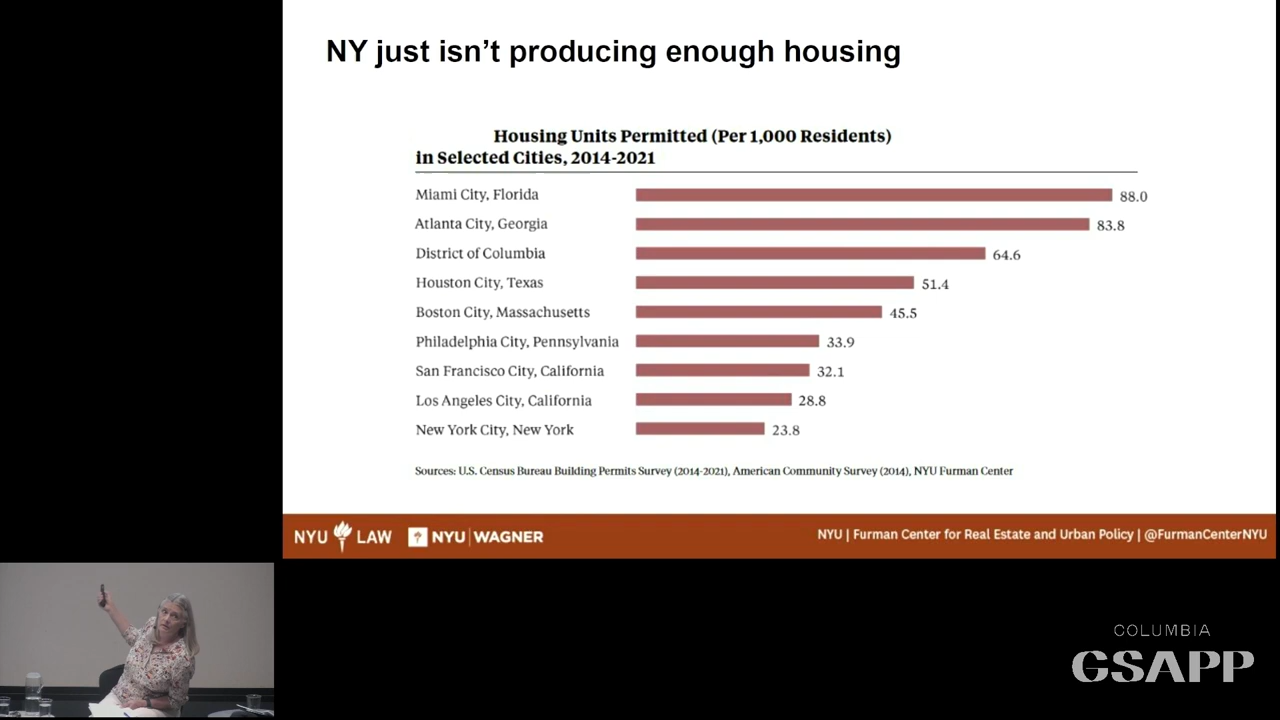 NY just isn't producing enough housing
Housing Units Permitted (Per 1,000 Residents)
in Selected Cities, 2014-2021
Miami City, Florida 88.0
Atlanta City, Georgia 83.8
District of Columbia 64.6
Houston City, Texas 51.4
Boston City, Massachusetts 45.5
Philadelphia City, Pennsylvania 33.9
San Francisco City, California 32.1
Los Angeles City, California 28.8
New York City, New York 23.8
Sources: U.S. Census Bureau Building Permits Survey (2014-2021), American Community Survey (2014), NYU Furman Center
NYU LAW NYU | WAGNER NYU | Furman Center for Real Estate and Urban Policy | @FurmanCenterNYU
COLUMBIA
GSAPP